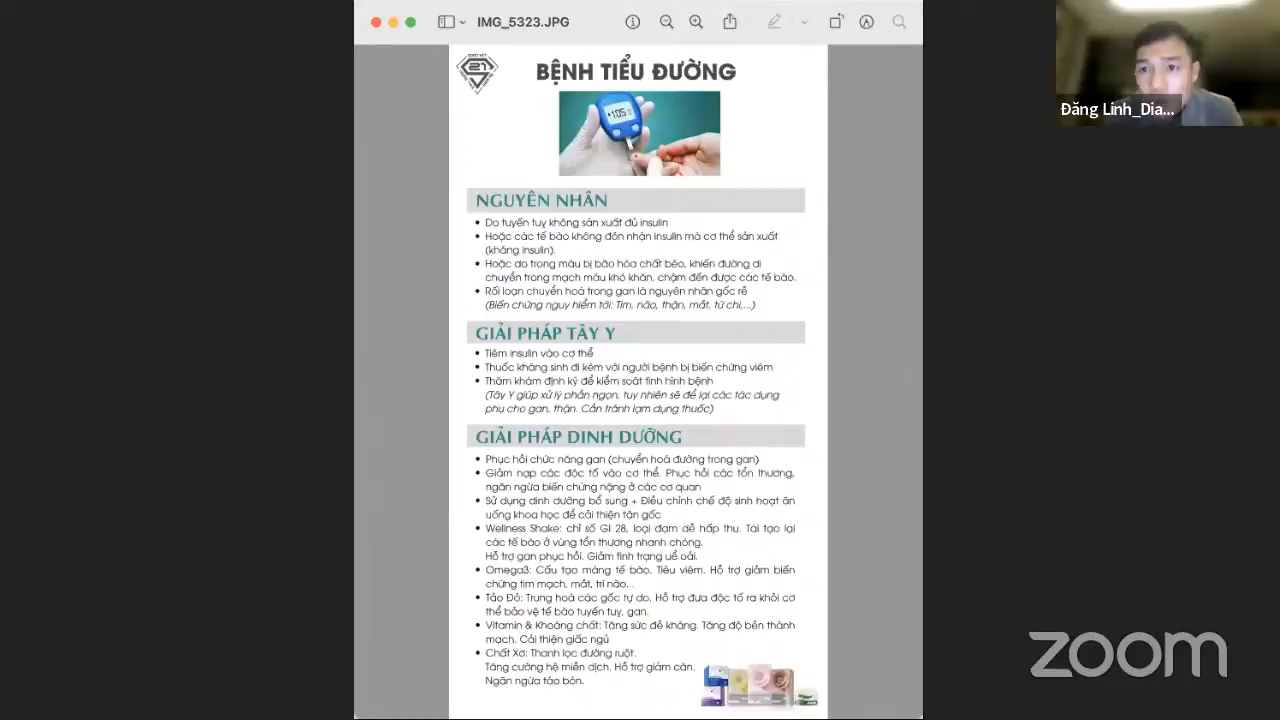 IMG_5323.JPG
Đăng Linh_Dia...
BỆNH TIỂU ĐƯỜNG
105
NGUYÊN NHÂN
• Do tuyến tuỵ không sản xuất đủ insulin
• Hoặc các tế bào không đón nhận insulin mà cơ thể sản xuất
(kháng insulin).
• Hoặc do trong máu bị bão hòa chất béo, khiến đường di
chuyển trong mạch máu khó khăn, chậm đến được các tế bào.
• Rối loạn chuyển hoá trong gan là nguyên nhân gốc rễ
(Biến chứng nguy hiểm tới: Tim, não, thận, mắt, tứ chi,...)
GIẢI PHÁP TÂY Y
• Tiêm insulin vào cơ thể
• Thuốc kháng sinh đi kèm với người bệnh bị biến chứng viêm
• Thăm khám định kỳ để kiểm soát tình hình bệnh
(Tây Y giúp xử lý phần ngọn, tuy nhiên sẽ để lại các tác dụng
phụ cho gan, thận. Cần tránh lạm dụng thuốc)
GIẢI PHÁP DINH DƯỠNG
• Phục hồi chức năng gan (chuyển hoá đường trong gan)
• Giảm nạp các độc tố vào cơ thể. Phục hồi các tổn thương,
ngăn ngừa biến chứng nặng ở các cơ quan
• Sử dụng dinh dưỡng bổ sung + Điều chỉnh chế độ sinh hoạt ăn
uống khoa học để cải thiện tận gốc
• Wellness Shake: chỉ số GI 28, loại đạm dễ hấp thu. Tái tạo lại
các tế bào ở vùng tổn thương nhanh chóng.
Hỗ trợ gan phục hồi. Giảm tình trạng uể oải.
• Omega3: Cấu tạo màng tế bào. Tiêu viêm. Hỗ trợ giảm biến
chứng tim mạch, mắt, trí não...
• Tảo Đỏ: Trung hoà các gốc tự do. Hỗ trợ đưa độc tố ra khỏi cơ
thể bảo vệ tế bào tuyến tuỵ, gan.
• Vitamin & Khoáng chất: Tăng sức đề kháng. Tăng độ bền thành
mạch. Cải thiện giấc ngủ
• Chất Xơ: Thanh lọc đường ruột.
Tăng cường hệ miễn dịch. Hỗ trợ giảm cân.
Ngăn ngừa táo bón.
zoom